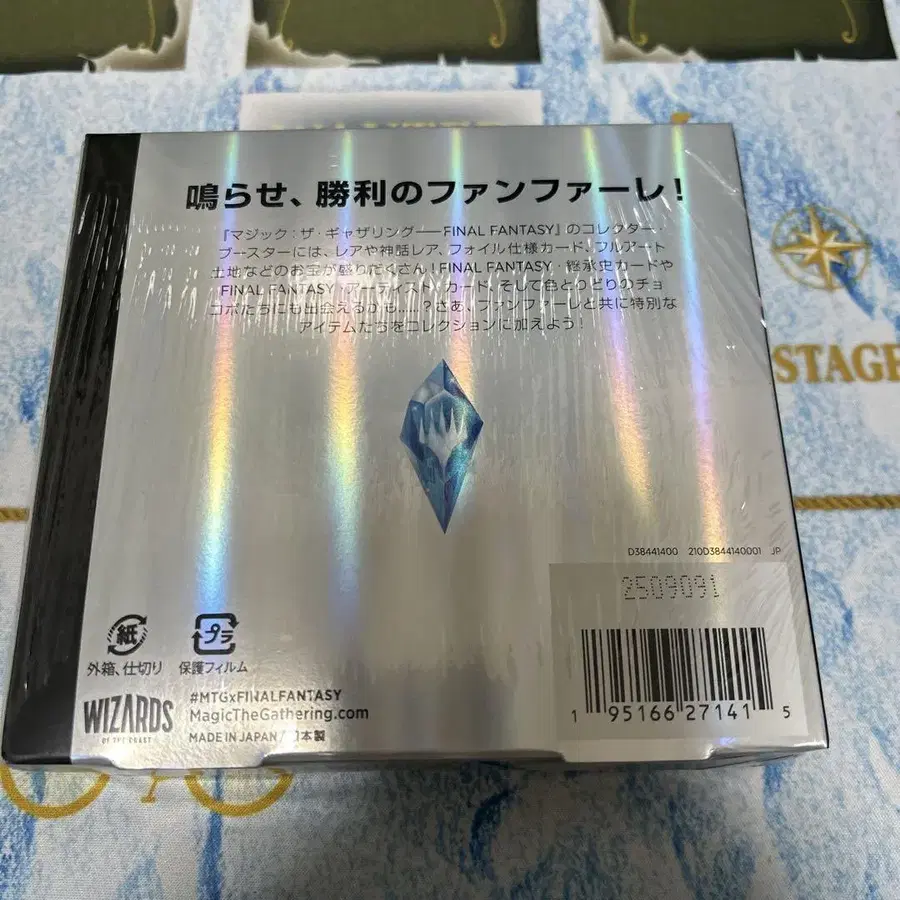 鳴らせ、勝利のファンファーレ!
『マジック:ザ・ギャザリング――FINAL FANTASY』のコレクター・
ブースターには、レアや神話レア、フォイル仕様カード、フルアート
土地などのお宝が盛りだくさん!FINAL FANTASY・継承史カードや
FINAL FANTASY・アーティスト・カード、そして色とりどりのチョ
コボたちにも出会えるかも……?さあ、ファンファーレと共に特別な
アイテムたちをコレクションに加えよう!
STAGE
D38441400 210D3844140001 JP
2509091
紙
外箱、仕切り
プラ
保護フィルム
WIZARDS
OF THE COAST
#MTGxFINALFANTASY
MagicTheGathering.com
MADE IN JAPAN / 日本製
1 95166 27141 5